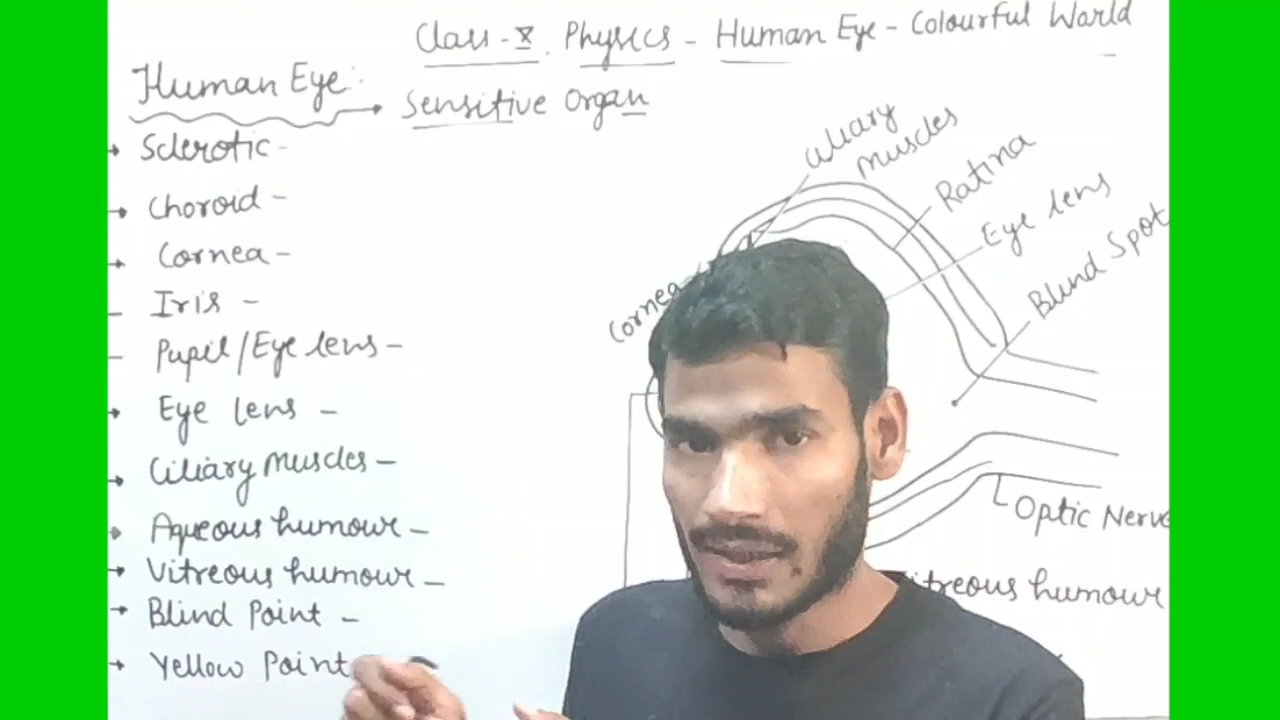 Class - X. Physics - Human Eye - Colourful World
Human Eye:
Sensitive Organ
Sclerotic -
Choroid -
Cornea -
Iris -
Pupil/Eye lens -
Eye lens -
Ciliary Muscles -
Aqueous humour -
Vitreous humour -
Blind Point -
Yellow Point
Ciliary
Muscles
Ratina
Eye lens
Blind Spot
Cornea
Optic Nerve
itreous humour